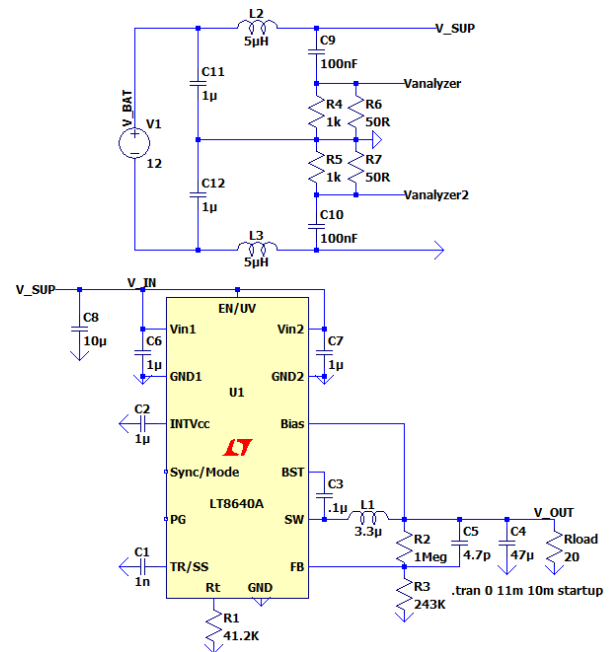 L2
5µH
V_SUP
C9
100nF
C11
1µ
Vanalyzer
V_BAT
R4
1k
R6
50R
V1
12
R5
1k
R7
50R
C12
1µ
Vanalyzer2
C10
100nF
L3
5µH
V_SUP
V_IN
EN/UV
C8
10µ
Vin1
Vin2
C6
1µ
C7
1µ
GND1
GND2
U1
C2
1µ
INTVcc
Bias
Sync/Mode
BST
C3
.1µ
LT8640A
L1
3.3µ
PG
SW
V_OUT
R2
1Meg
C5
4.7p
C4
47µ
Rload
20
C1
1n
TR/SS
FB
Rt
GND
R3
243K
.tran 0 11m 10m startup
R1
41.2K